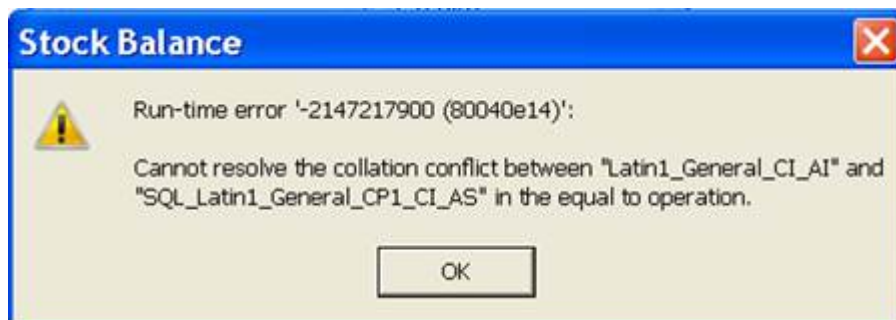 Stock Balance
Run-time error '-2147217900 (80040e14)':
Cannot resolve the collation conflict between "Latin1_General_CI_AI" and
"SQL_Latin1_General_CP1_CI_AS" in the equal to operation.
OK